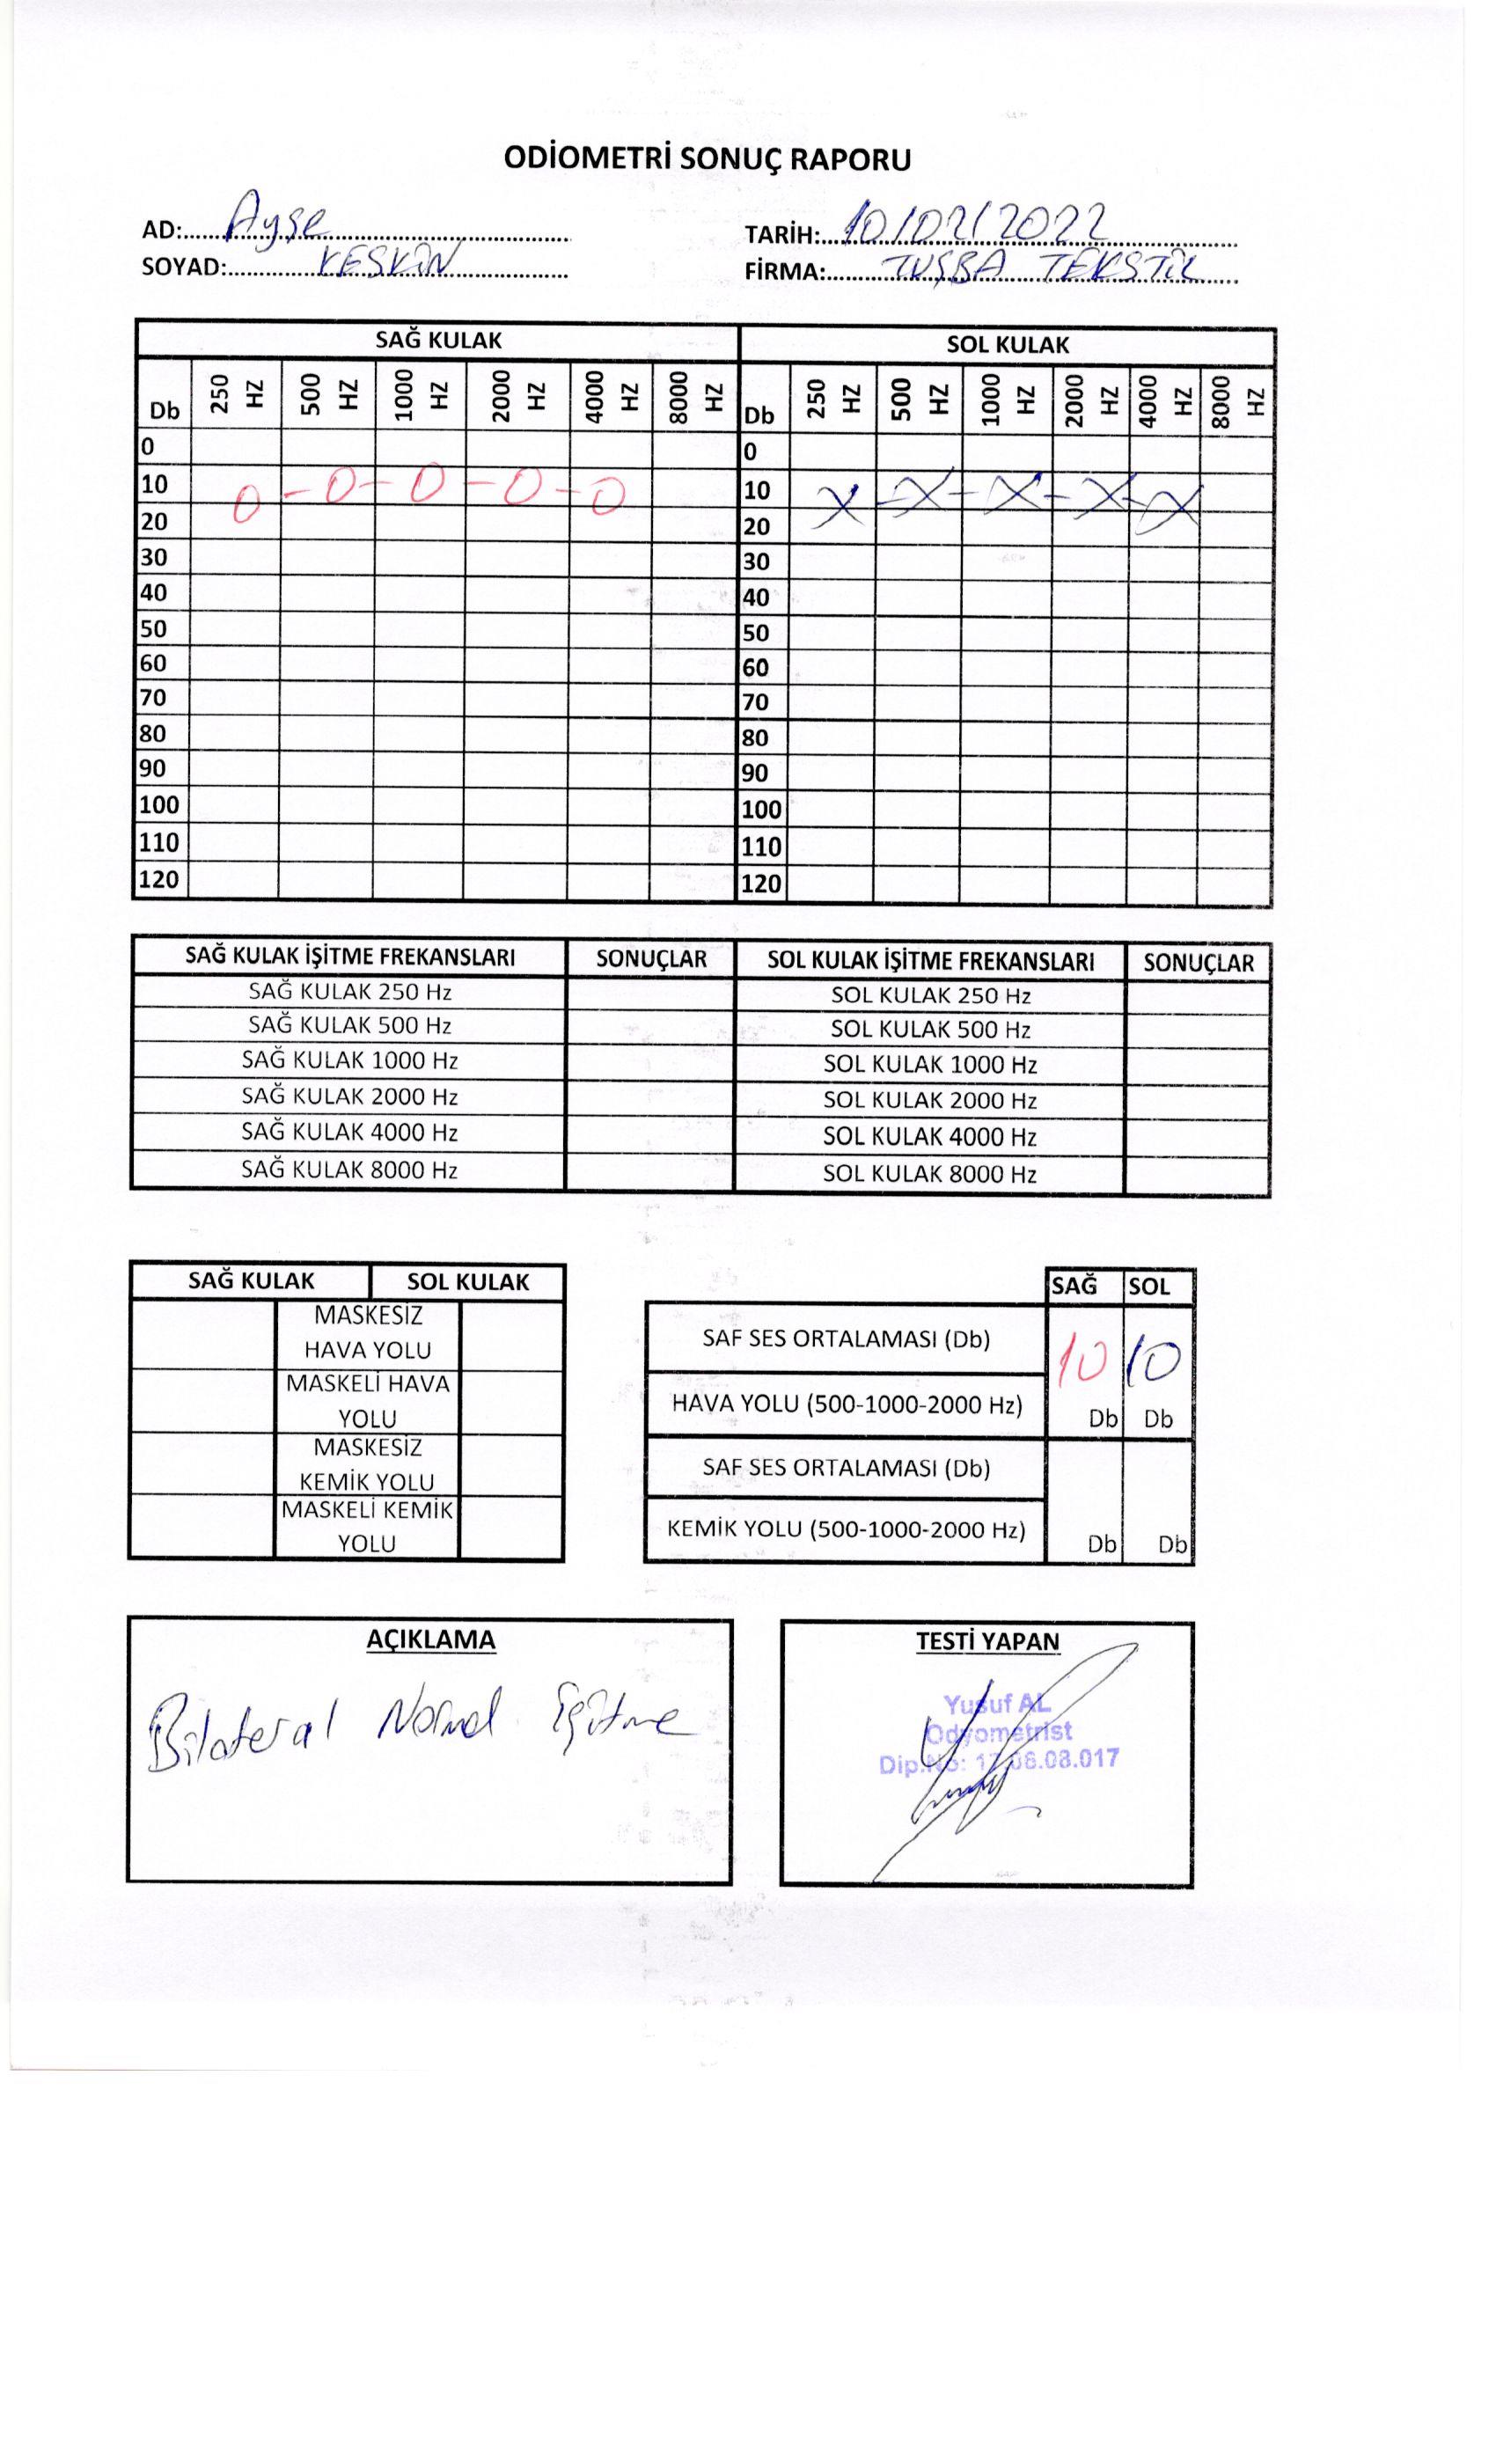 ODİOMETRİ SONUÇ RAPORU
AD:.....Ayşe..... TARİH:.....10/02/2022.....
SOYAD:.....KESKİN..... FİRMA:.....TUŞBA TEKSTİL.....
SAĞ KULAK SOL KULAK
Db 250 HZ 500 HZ 1000 HZ 2000 HZ 4000 HZ 8000 HZ Db 250 HZ 500 HZ 1000 HZ 2000 HZ 4000 HZ 8000 HZ
0 0
10 O-O-O-O-O 10 X-X-X-X-X
20 20
30 30
40 40
50 50
60 60
70 70
80 80
90 90
100 100
110 110
120 120
SAĞ KULAK İŞİTME FREKANSLARI SONUÇLAR SOL KULAK İŞİTME FREKANSLARI SONUÇLAR
SAĞ KULAK 250 Hz SOL KULAK 250 Hz
SAĞ KULAK 500 Hz SOL KULAK 500 Hz
SAĞ KULAK 1000 Hz SOL KULAK 1000 Hz
SAĞ KULAK 2000 Hz SOL KULAK 2000 Hz
SAĞ KULAK 4000 Hz SOL KULAK 4000 Hz
SAĞ KULAK 8000 Hz SOL KULAK 8000 Hz
SAĞ KULAK SOL KULAK
MASKESİZ
HAVA YOLU
MASKELİ HAVA
YOLU
MASKESİZ
KEMİK YOLU
MASKELİ KEMİK
YOLU
SAĞ SOL
SAF SES ORTALAMASI (Db) 10 10
HAVA YOLU (500-1000-2000 Hz) Db Db
SAF SES ORTALAMASI (Db)
KEMİK YOLU (500-1000-2000 Hz) Db Db
AÇIKLAMA
Bilateral Normal İşitme
TESTİ YAPAN
Yusuf AL
Odyometrist
Dip.No: .08.017